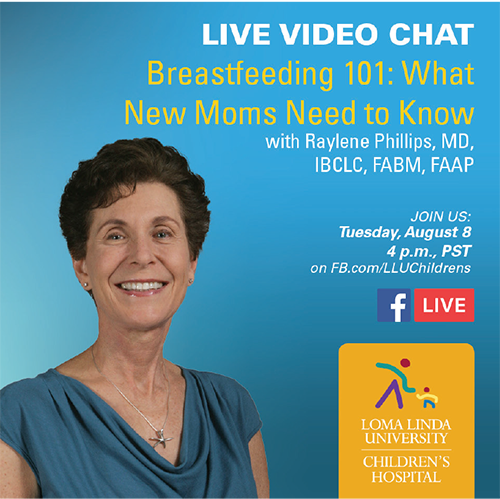 LIVE VIDEO CHAT
Breastfeeding 101: What
New Moms Need to Know
with Raylene Phillips, MD,
IBCLC, FABM, FAAP
JOIN US:
Tuesday, August 8
4 p.m., PST
on FB.com/LLUChildrens
f LIVE
LOMA LINDA
UNIVERSITY
CHILDREN'S
HOSPITAL